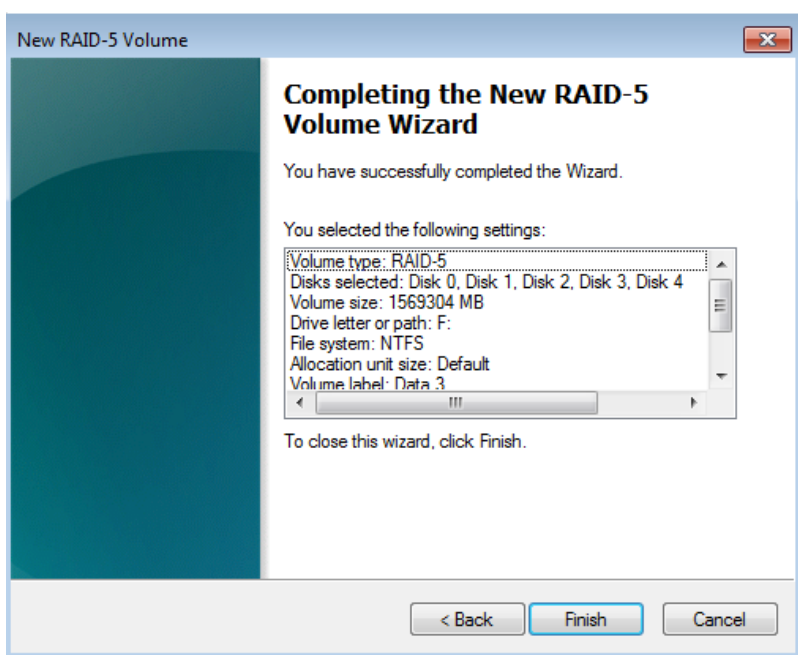 New RAID-5 Volume
Completing the New RAID-5
Volume Wizard
You have successfully completed the Wizard.
You selected the following settings:
Volume type: RAID-5
Disks selected: Disk 0, Disk 1, Disk 2, Disk 3, Disk 4
Volume size: 1569304 MB
Drive letter or path: F:
File system: NTFS
Allocation unit size: Default
Volume label: Data 3
To close this wizard, click Finish.
< Back Finish Cancel